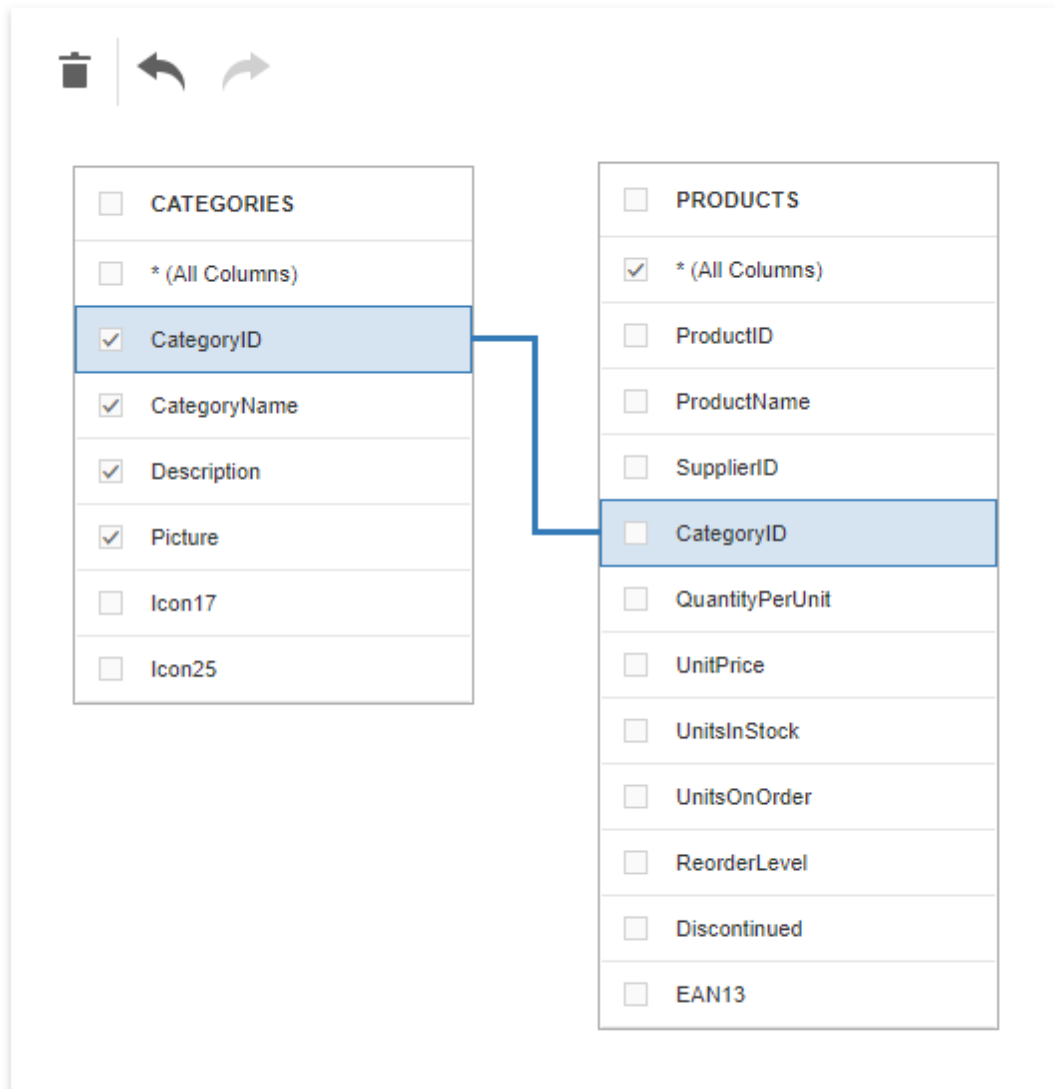 CATEGORIES
* (All Columns)
CategoryID
CategoryName
Description
Picture
Icon17
Icon25
PRODUCTS
* (All Columns)
ProductID
ProductName
SupplierID
CategoryID
QuantityPerUnit
UnitPrice
UnitsInStock
UnitsOnOrder
ReorderLevel
Discontinued
EAN13